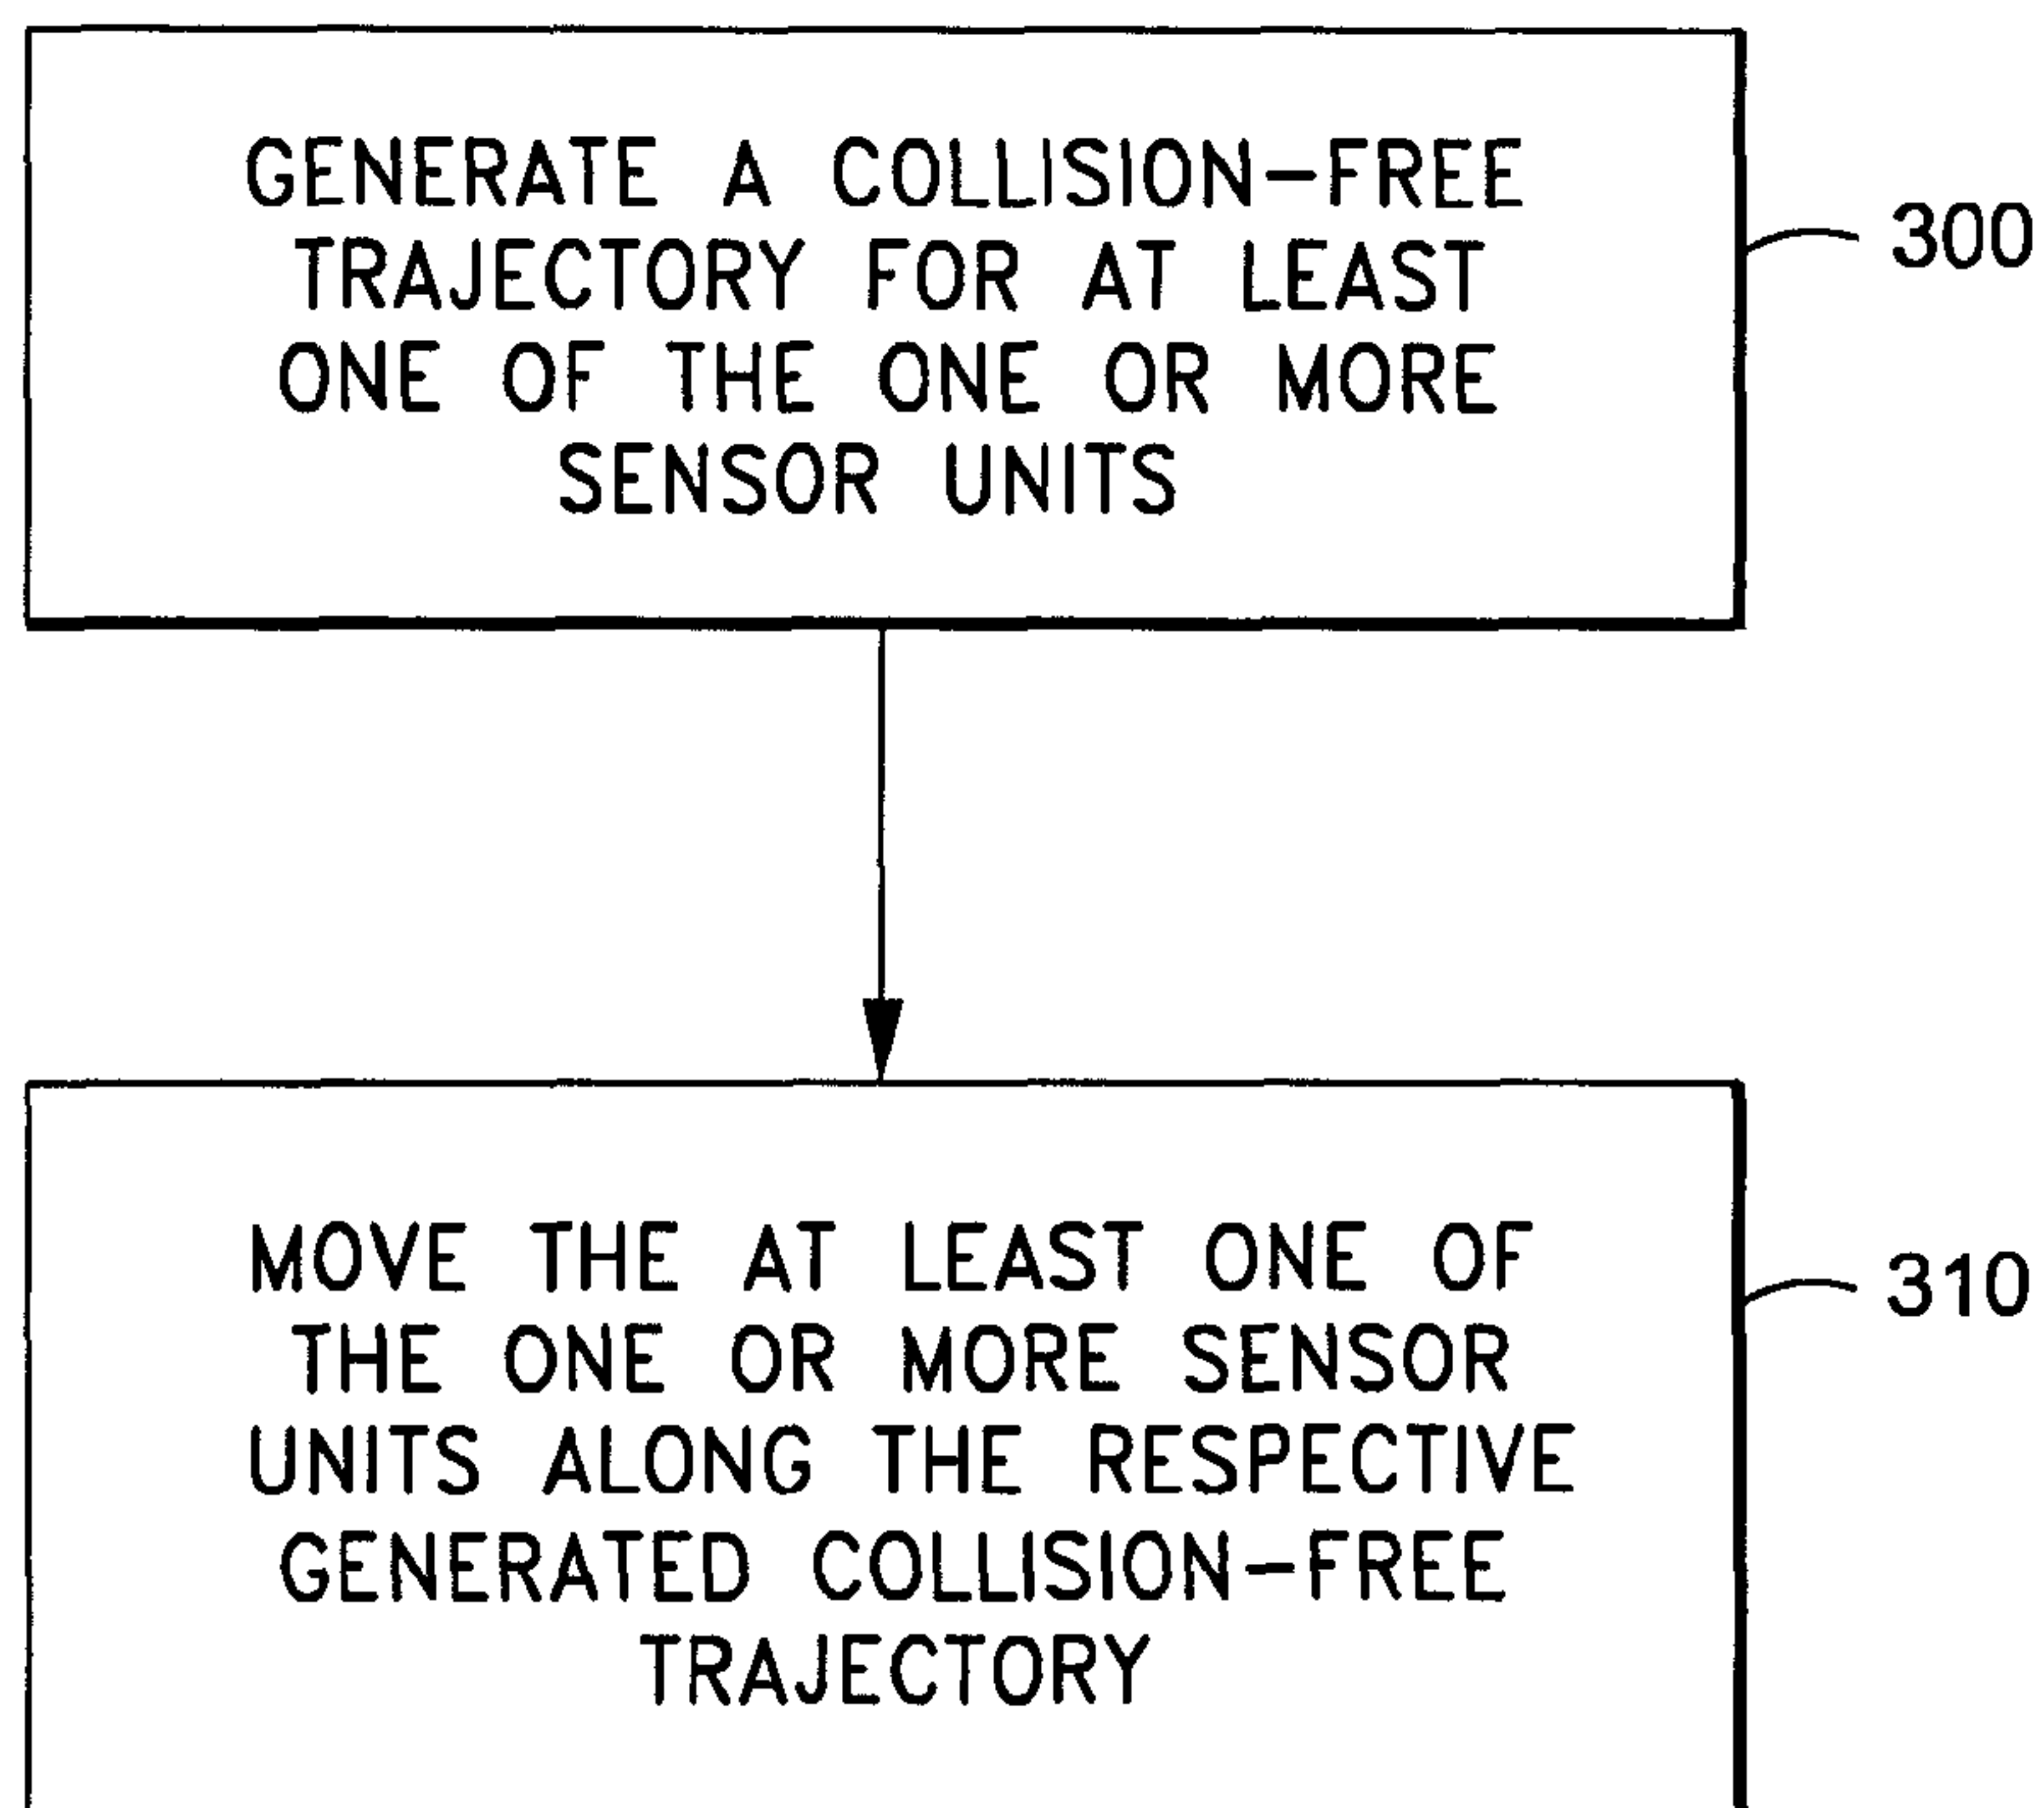 GENERATE A COLLISION-FREE
TRAJECTORY FOR AT LEAST
ONE OF THE ONE OR MORE
SENSOR UNITS
300
MOVE THE AT LEAST ONE OF
THE ONE OR MORE SENSOR
UNITS ALONG THE RESPECTIVE
GENERATED COLLISION-FREE
TRAJECTORY
310